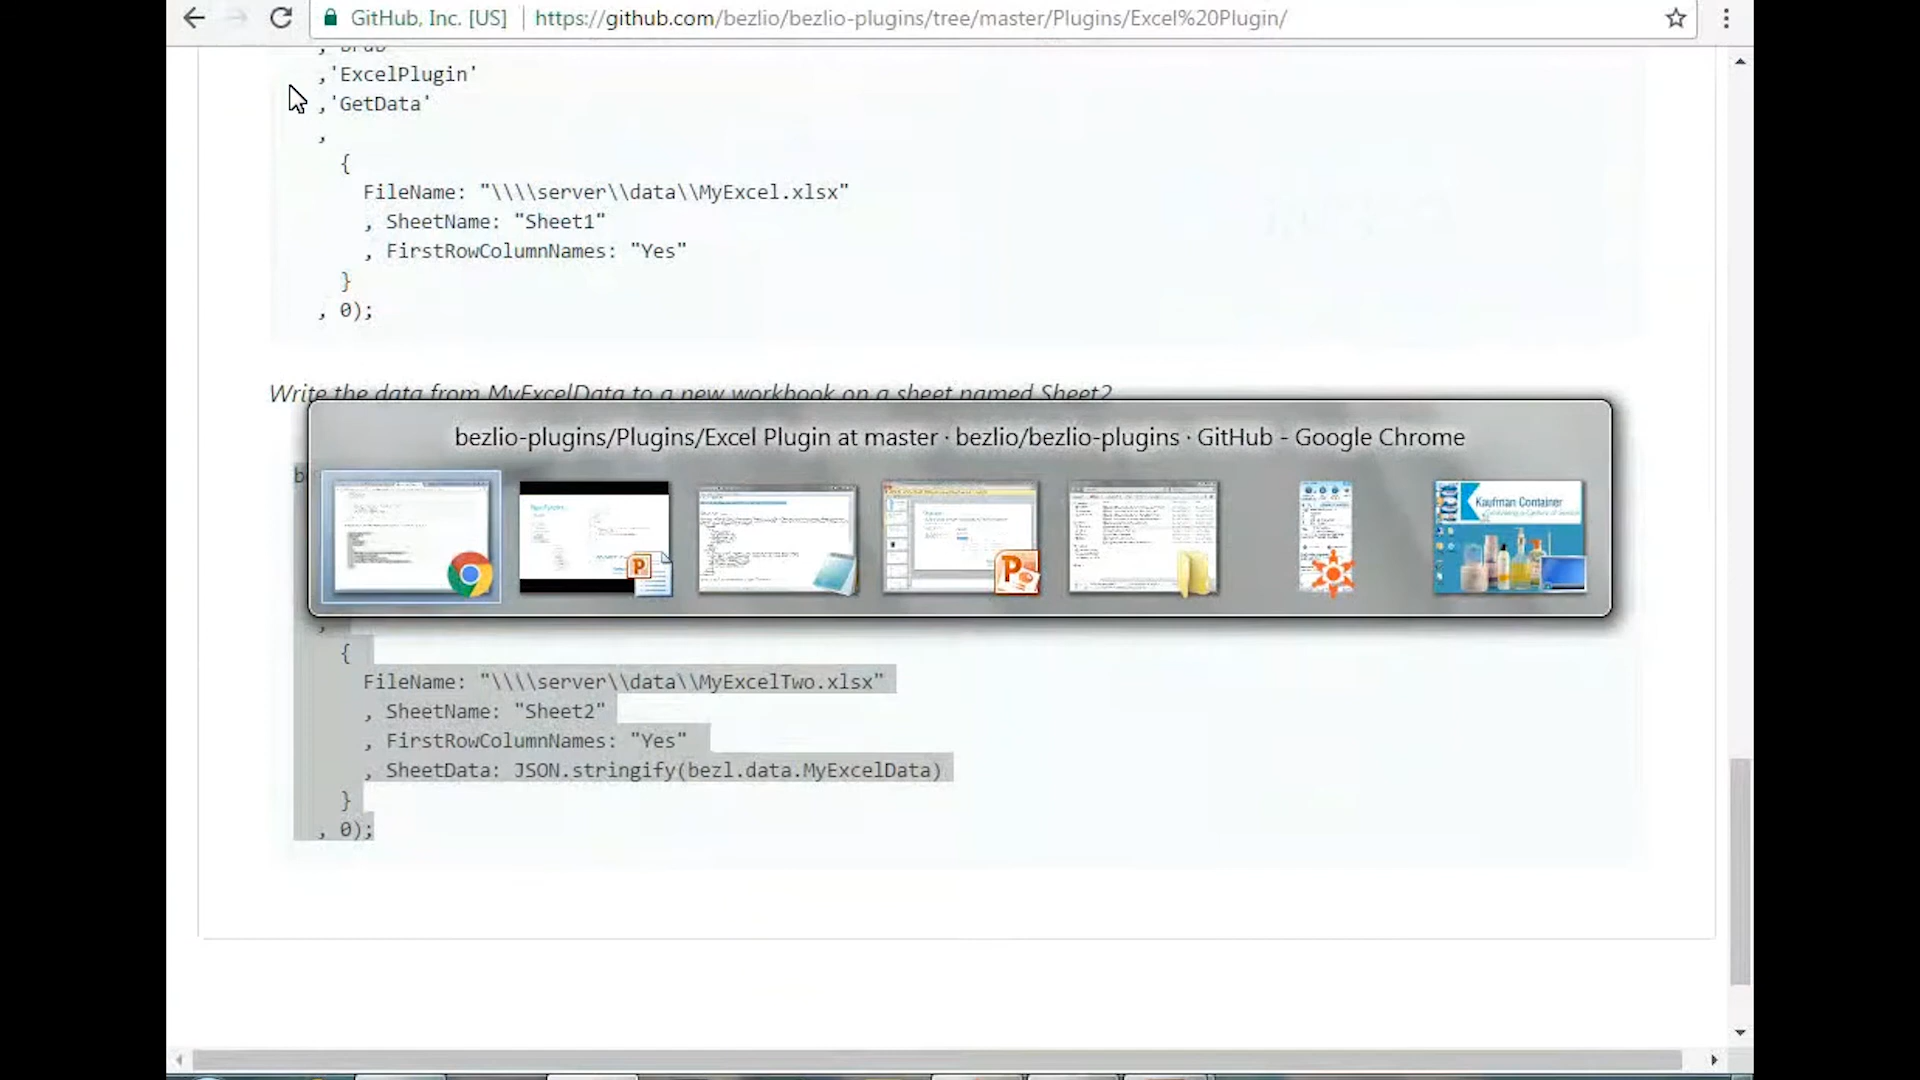 GitHub, Inc. [US]
https://github.com/bezlio/bezlio-plugins/tree/master/Plugins/Excel%20Plugin/
,'ExcelPlugin'
,'GetData'
,
{
FileName: "\\\\server\\data\\MyExcel.xlsx"
, SheetName: "Sheet1"
, FirstRowColumnNames: "Yes"
}
, 0);
Write the data from MyExcelData to a new workbook on a sheet named Sheet2
bezlio-plugins/Plugins/Excel Plugin at master · bezlio/bezlio-plugins · GitHub - Google Chrome
Kaufman Container
b
,
{
FileName: "\\\\server\\data\\MyExcelTwo.xlsx"
, SheetName: "Sheet2"
, FirstRowColumnNames: "Yes"
, SheetData: JSON.stringify(bezl.data.MyExcelData)
}
, 0);